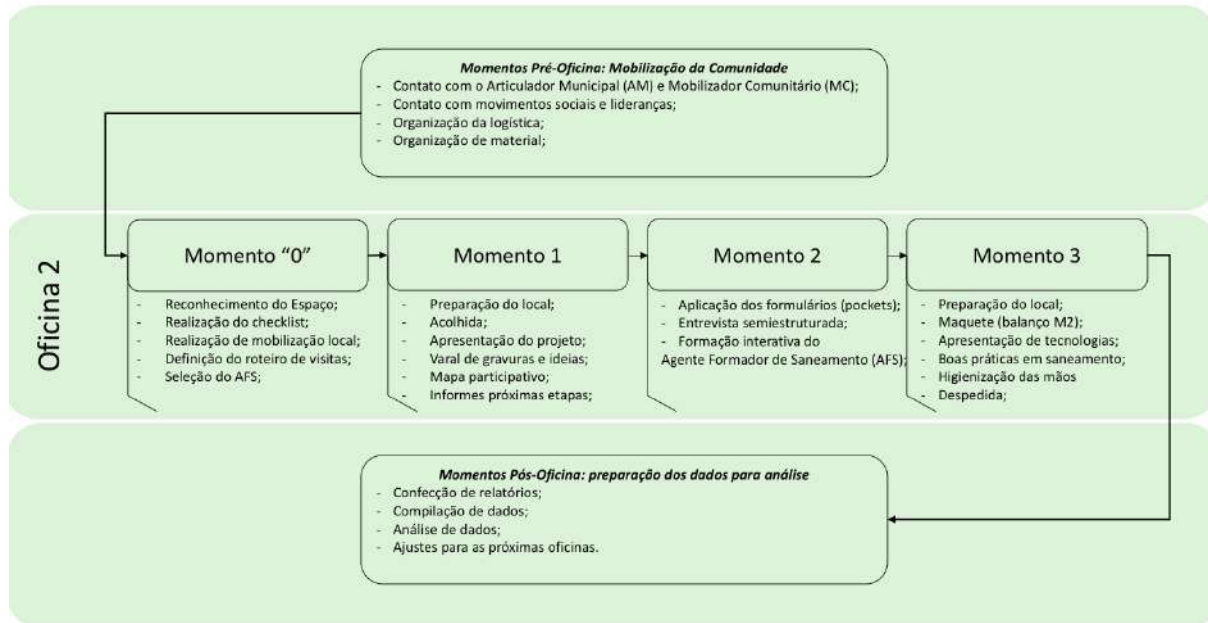 Momentos Pré-Oficina: Mobilização da Comunidade
- Contato com o Articulador Municipal (AM) e Mobilizador Comunitário (MC);
- Contato com movimentos sociais e lideranças;
- Organização da logística;
- Organização de material;
Oficina 2
Momento “0”
- Reconhecimento do Espaço;
- Realização do checklist;
- Realização de mobilização local;
- Definição do roteiro de visitas;
- Seleção do AFS;
Momento 1
- Preparação do local;
- Acolhida;
- Apresentação do projeto;
- Varal de gravuras e ideias;
- Mapa participativo;
- Informes próximas etapas;
Momento 2
- Aplicação dos formulários (pockets);
- Entrevista semiestruturada;
- Formação interativa do
Agente Formador de Saneamento (AFS);
Momento 3
- Preparação do local;
- Maquete (balanço M2);
- Apresentação de tecnologias;
- Boas práticas em saneamento;
- Higienização das mãos
- Despedida;
Momentos Pós-Oficina: preparação dos dados para análise
- Confecção de relatórios;
- Compilação de dados;
- Análise de dados;
- Ajustes para as próximas oficinas.